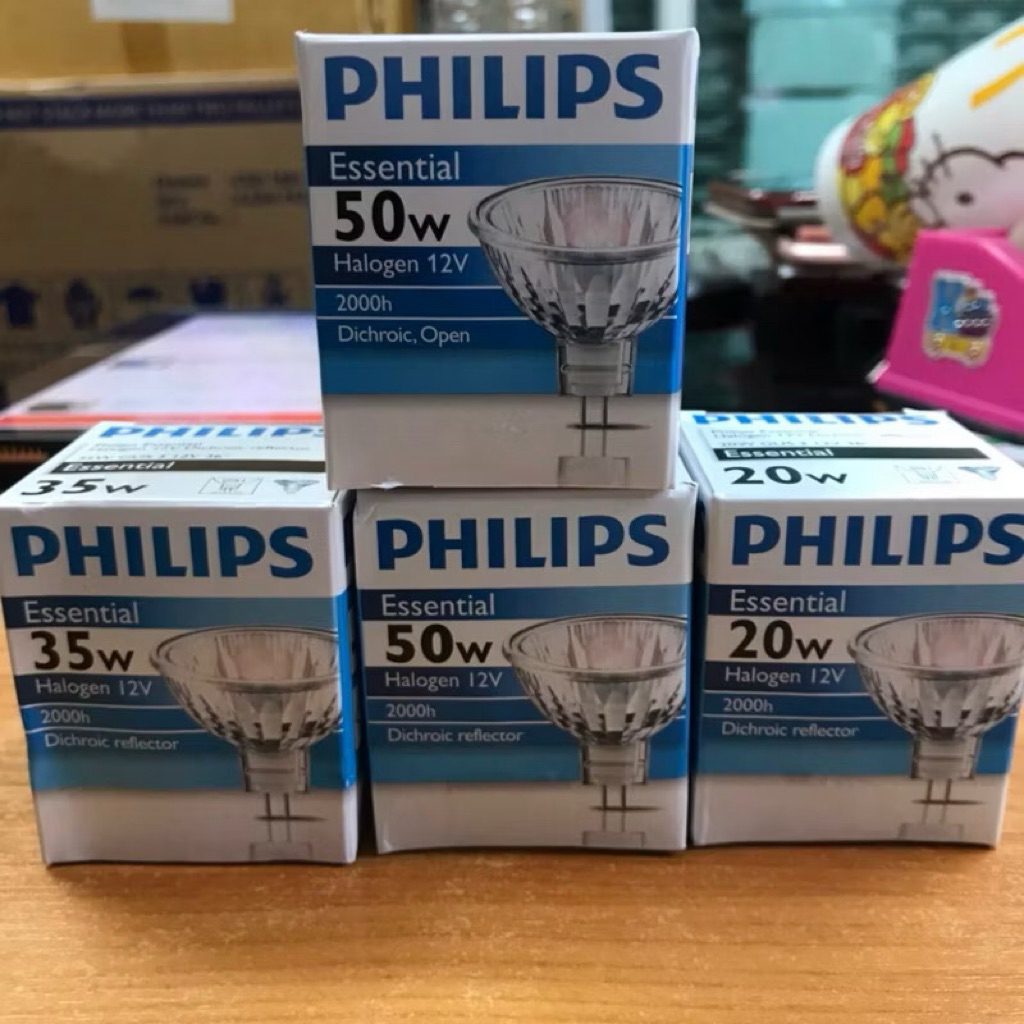 PHILIPS
Essential
50w
Halogen 12V
2000h
Dichroic, Open
PHILIPS
Essential
35w
PHILIPS
Essential
35w
Halogen 12V
2000h
Dichroic reflector
PHILIPS
Essential
50w
Halogen 12V
2000h
Dichroic reflector
PHILIPS
Essential
20w
PHILIPS
Essential
20w
Halogen 12V
2000h
Dichroic reflector